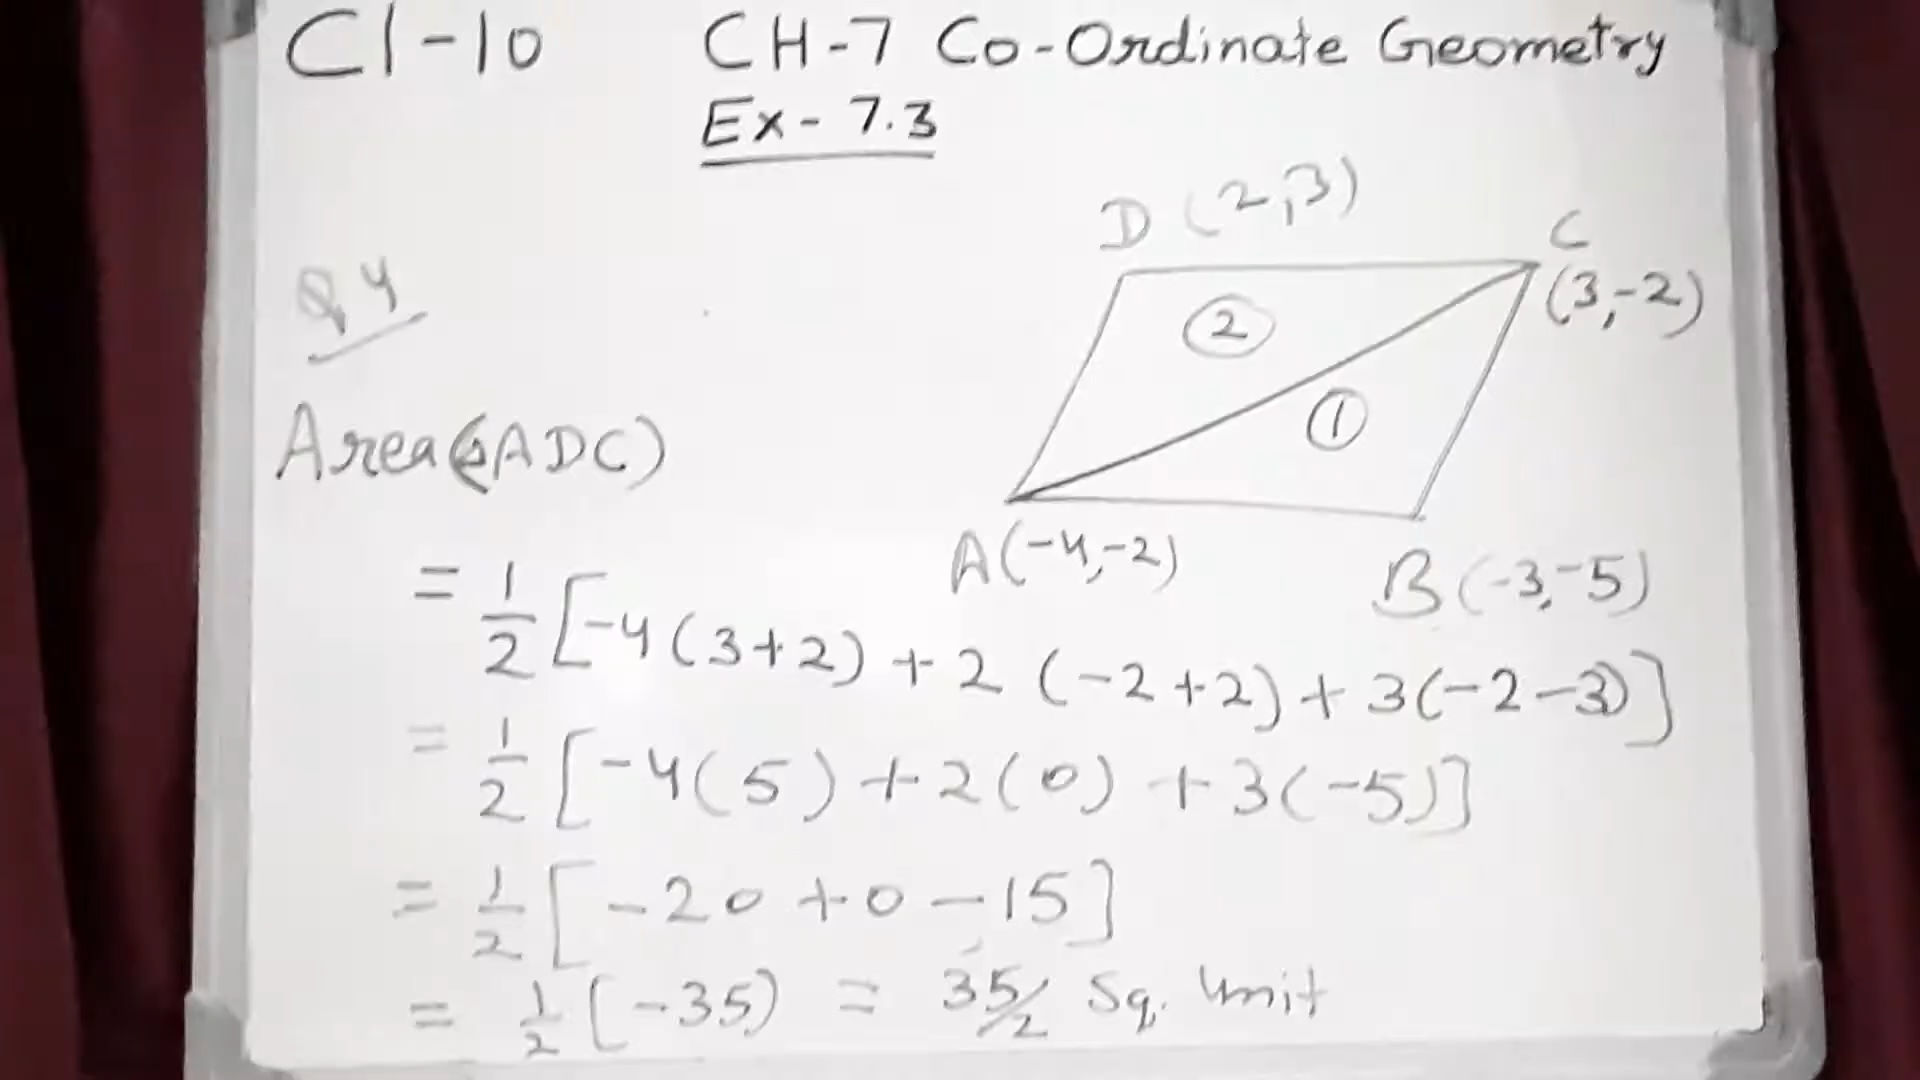 Cl-10 CH-7 Co-Ordinate Geometry
Ex- 7.3
D (2,3)
C
(3,-2)
Q4
2
1
Area(△ADC)
A(-4,-2)
B(-3,-5)
= 1/2 [-4(3+2) + 2 (-2+2) + 3(-2-3)]
= 1/2 [-4(5) + 2(0) + 3(-5)]
= 1/2 [-20 +0 -15]
= 1/2 (-35) = 35/2 Sq. Unit